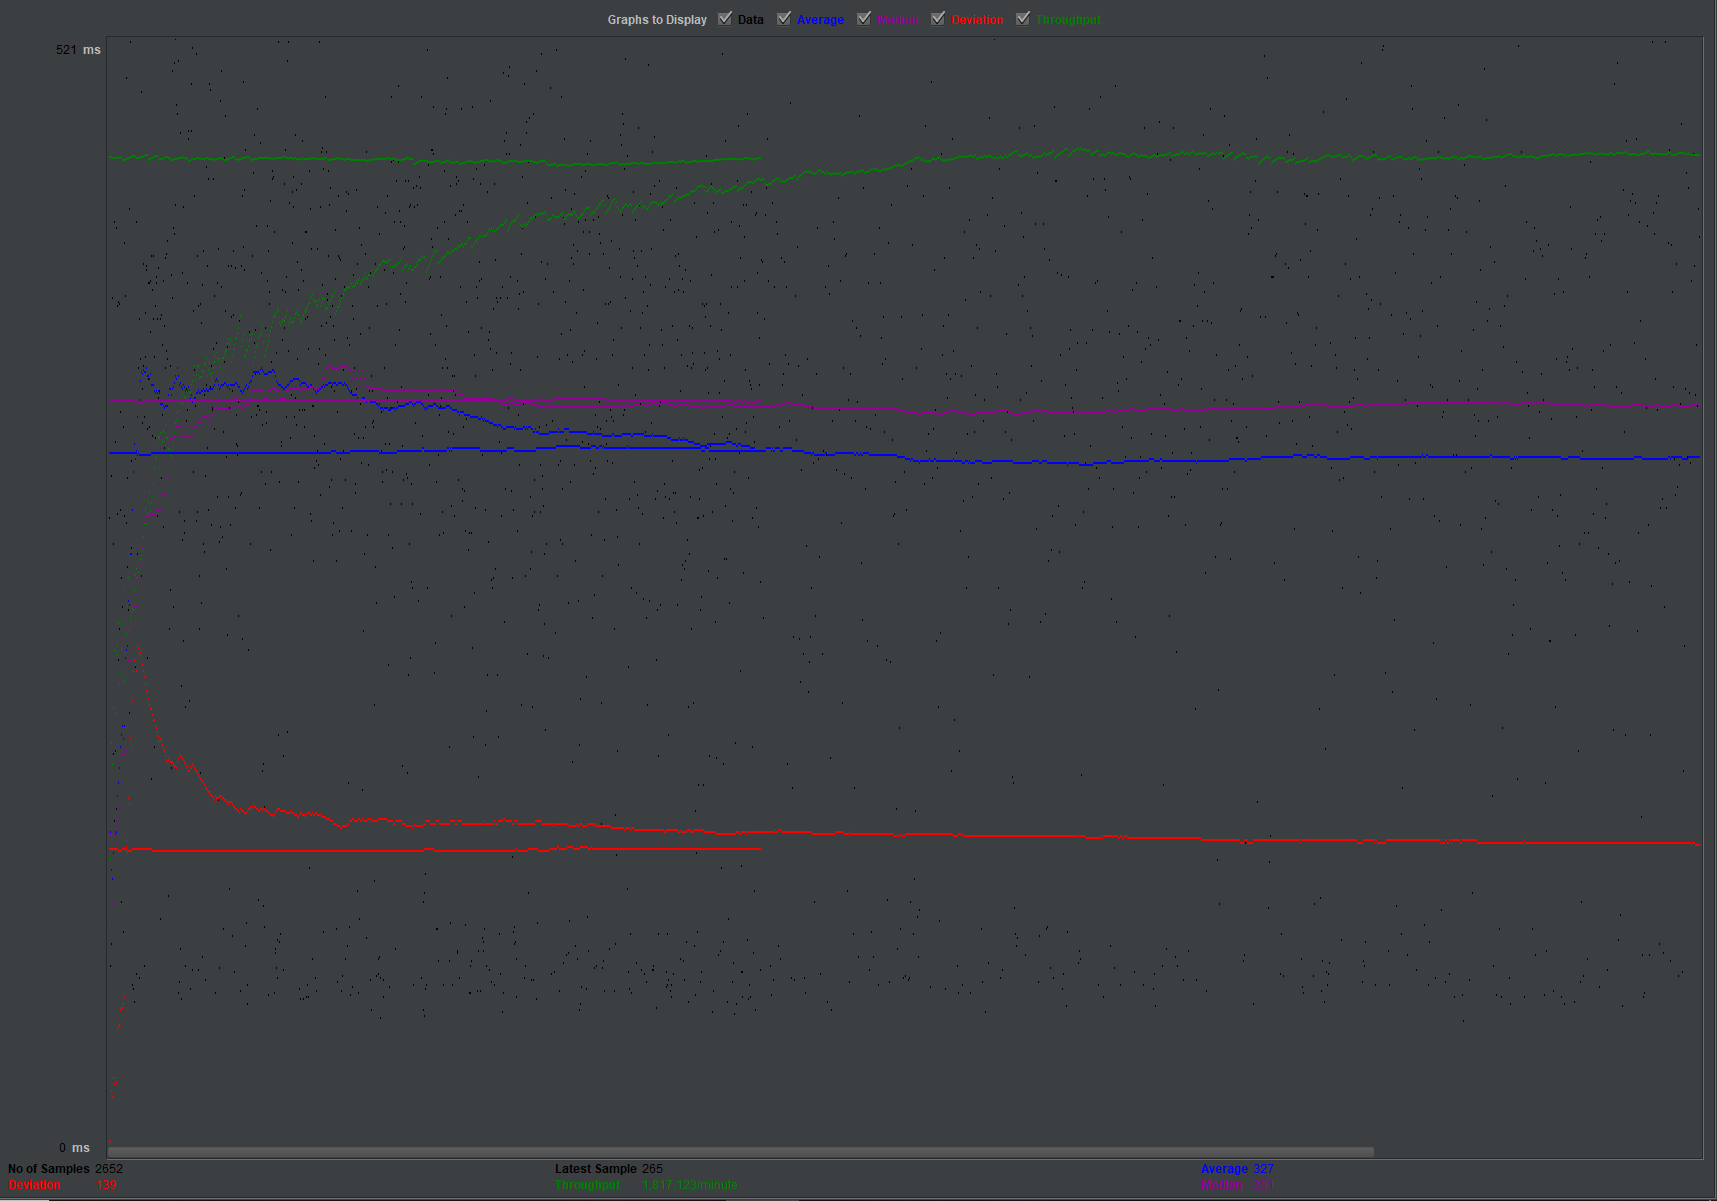 Graphs to Display Data Average Median Deviation Throughput
521 ms
0 ms
No of Samples 2652 Latest Sample 265 Average 327
Deviation 139 Throughput 1,817.123/minute Median